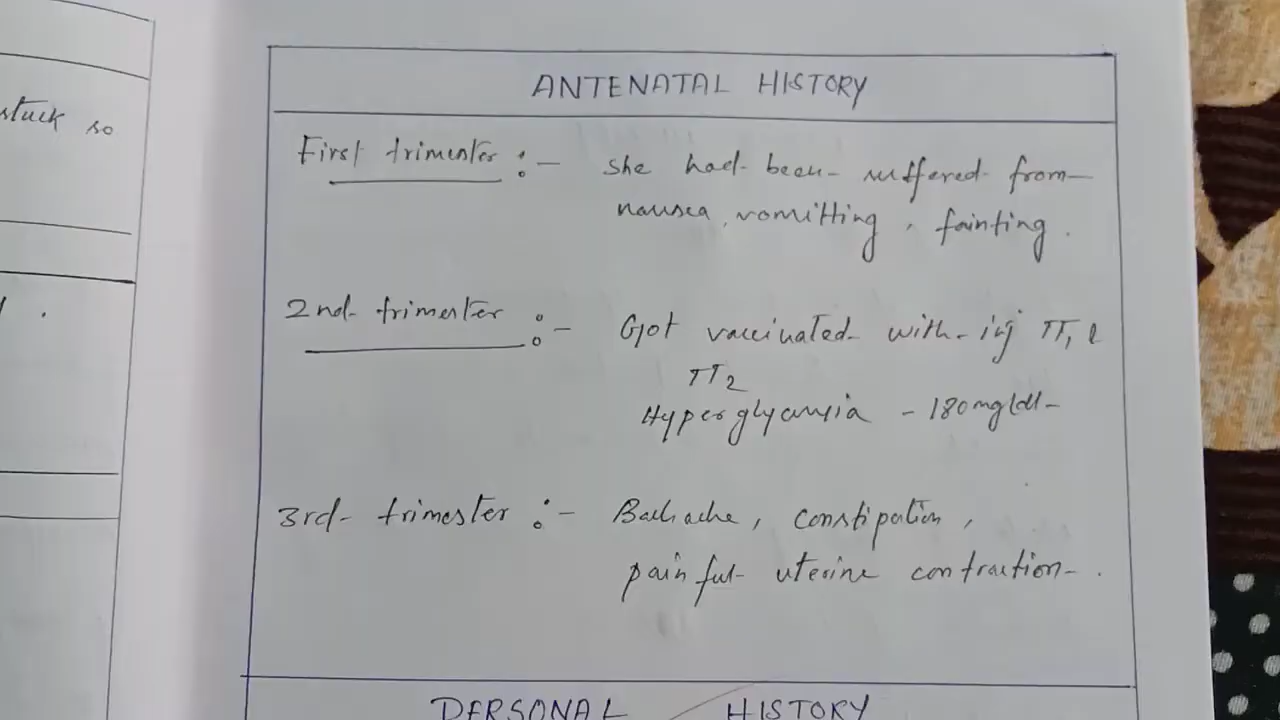 stuck so
ANTENATAL HISTORY
First trimester :- She had been suffered from
nausea, vomitting, fainting.
2nd trimester :- Got vaccinated with inj TT1 &
TT2
Hyperglycamia - 180mg/dl
3rd trimester :- Backache, constipation,
painful uterine contraction.
PERSONAL HISTORY